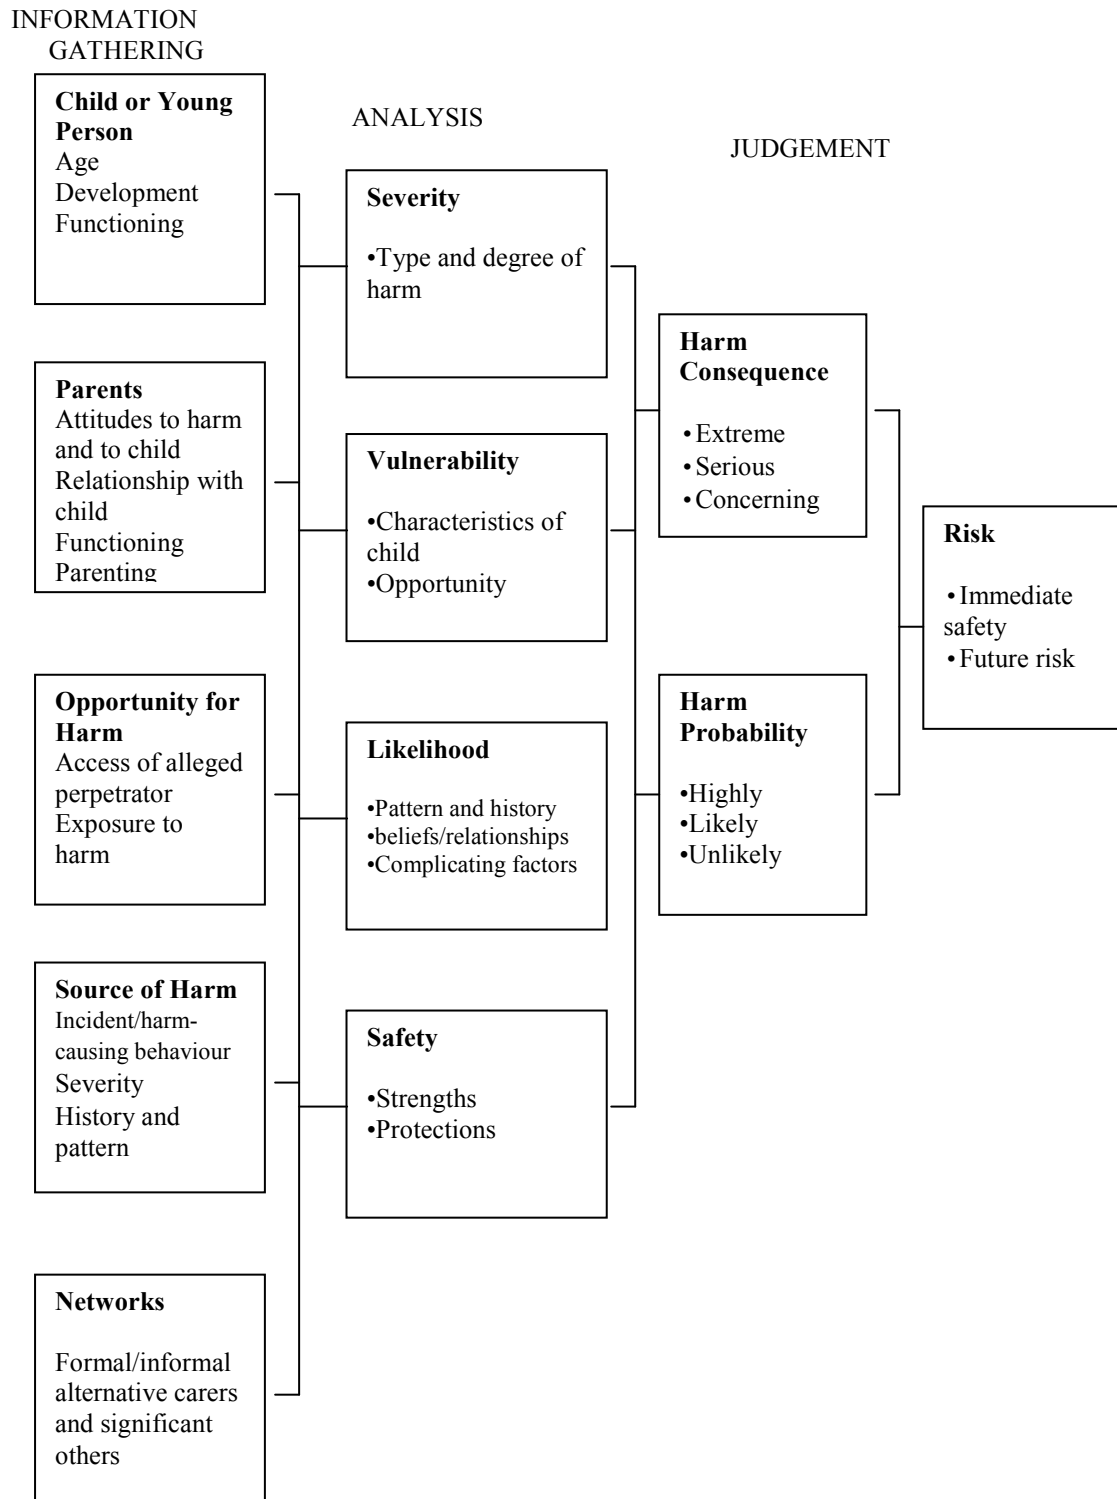 INFORMATION
GATHERING
Child or Young
Person
Age
Development
Functioning
Parents
Attitudes to harm
and to child
Relationship with
child
Functioning
Parenting
Opportunity for
Harm
Access of alleged
perpetrator
Exposure to
harm
Source of Harm
Incident/harm-
causing behaviour
Severity
History and
pattern
Networks
Formal/informal
alternative carers
and significant
others
ANALYSIS
Severity
•Type and degree of
harm
Vulnerability
•Characteristics of
child
•Opportunity
Likelihood
•Pattern and history
•beliefs/relationships
•Complicating factors
Safety
•Strengths
•Protections
JUDGEMENT
Harm
Consequence
•Extreme
•Serious
•Concerning
Harm
Probability
•Highly
•Likely
•Unlikely
Risk
•Immediate
safety
•Future risk